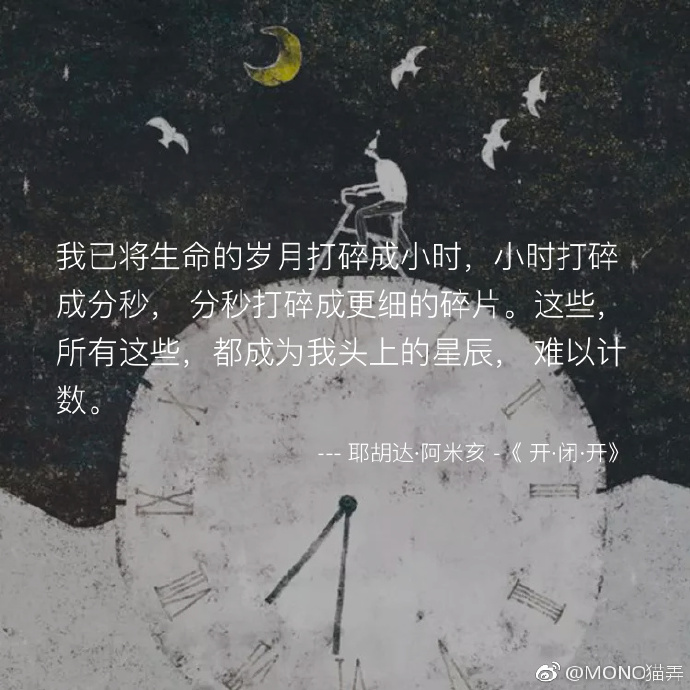 我已将生命的岁月打碎成小时，小时打碎
成分秒， 分秒打碎成更细的碎片。这些，
所有这些，都成为我头上的星辰， 难以计
数。
--- 耶胡达·阿米亥 -《 开·闭·开》
@MONO猫弄